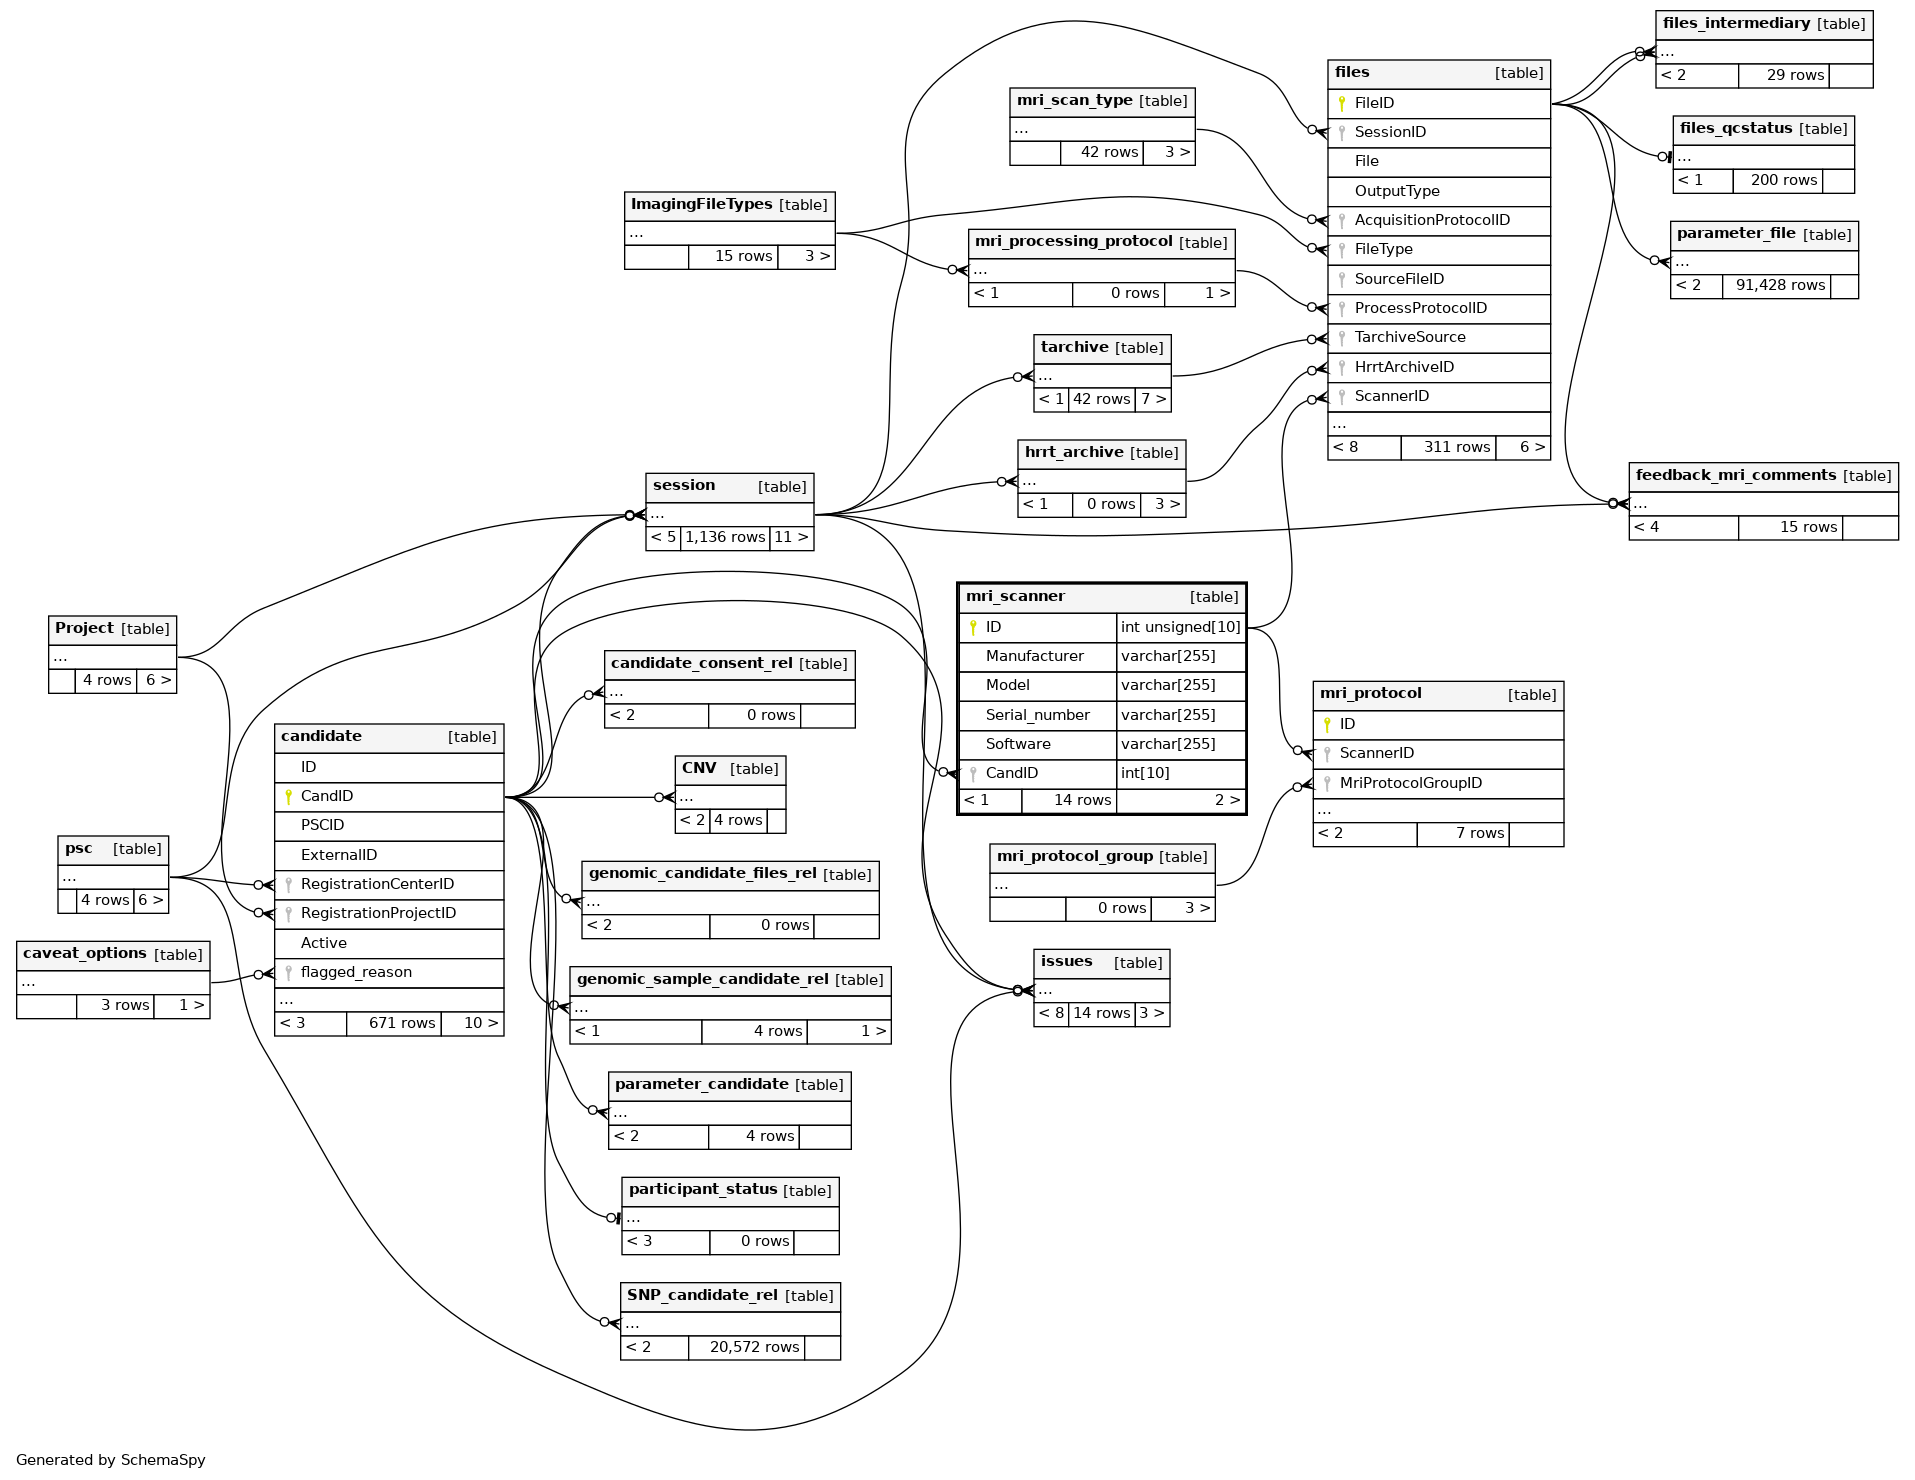 files_intermediary [table]
...
< 2 29 rows
files [table]
FileID
SessionID
File
OutputType
AcquisitionProtocolID
FileType
SourceFileID
ProcessProtocolID
TarchiveSource
HrrtArchiveID
ScannerID
...
< 8 311 rows 6 >
mri_scan_type [table]
...
42 rows 3 >
files_qcstatus [table]
...
< 1 200 rows
ImagingFileTypes [table]
...
15 rows 3 >
mri_processing_protocol [table]
...
< 1 0 rows 1 >
parameter_file [table]
...
< 2 91,428 rows
tarchive [table]
...
< 1 42 rows 7 >
hrrt_archive [table]
...
< 1 0 rows 3 >
session [table]
...
< 5 1,136 rows 11 >
feedback_mri_comments [table]
...
< 4 15 rows
mri_scanner [table]
ID int unsigned[10]
Manufacturer varchar[255]
Model varchar[255]
Serial_number varchar[255]
Software varchar[255]
CandID int[10]
< 1 14 rows 2 >
Project [table]
...
4 rows 6 >
candidate_consent_rel [table]
...
< 2 0 rows
mri_protocol [table]
ID
ScannerID
MriProtocolGroupID
...
< 2 7 rows
candidate [table]
ID
CandID
PSCID
ExternalID
RegistrationCenterID
RegistrationProjectID
Active
flagged_reason
...
< 3 671 rows 10 >
CNV [table]
...
< 2 4 rows
psc [table]
...
4 rows 6 >
mri_protocol_group [table]
...
0 rows 3 >
genomic_candidate_files_rel [table]
...
< 2 0 rows
caveat_options [table]
...
3 rows 1 >
issues [table]
...
< 8 14 rows 3 >
genomic_sample_candidate_rel [table]
...
< 1 4 rows 1 >
parameter_candidate [table]
...
< 2 4 rows
participant_status [table]
...
< 3 0 rows
SNP_candidate_rel [table]
...
< 2 20,572 rows
Generated by SchemaSpy